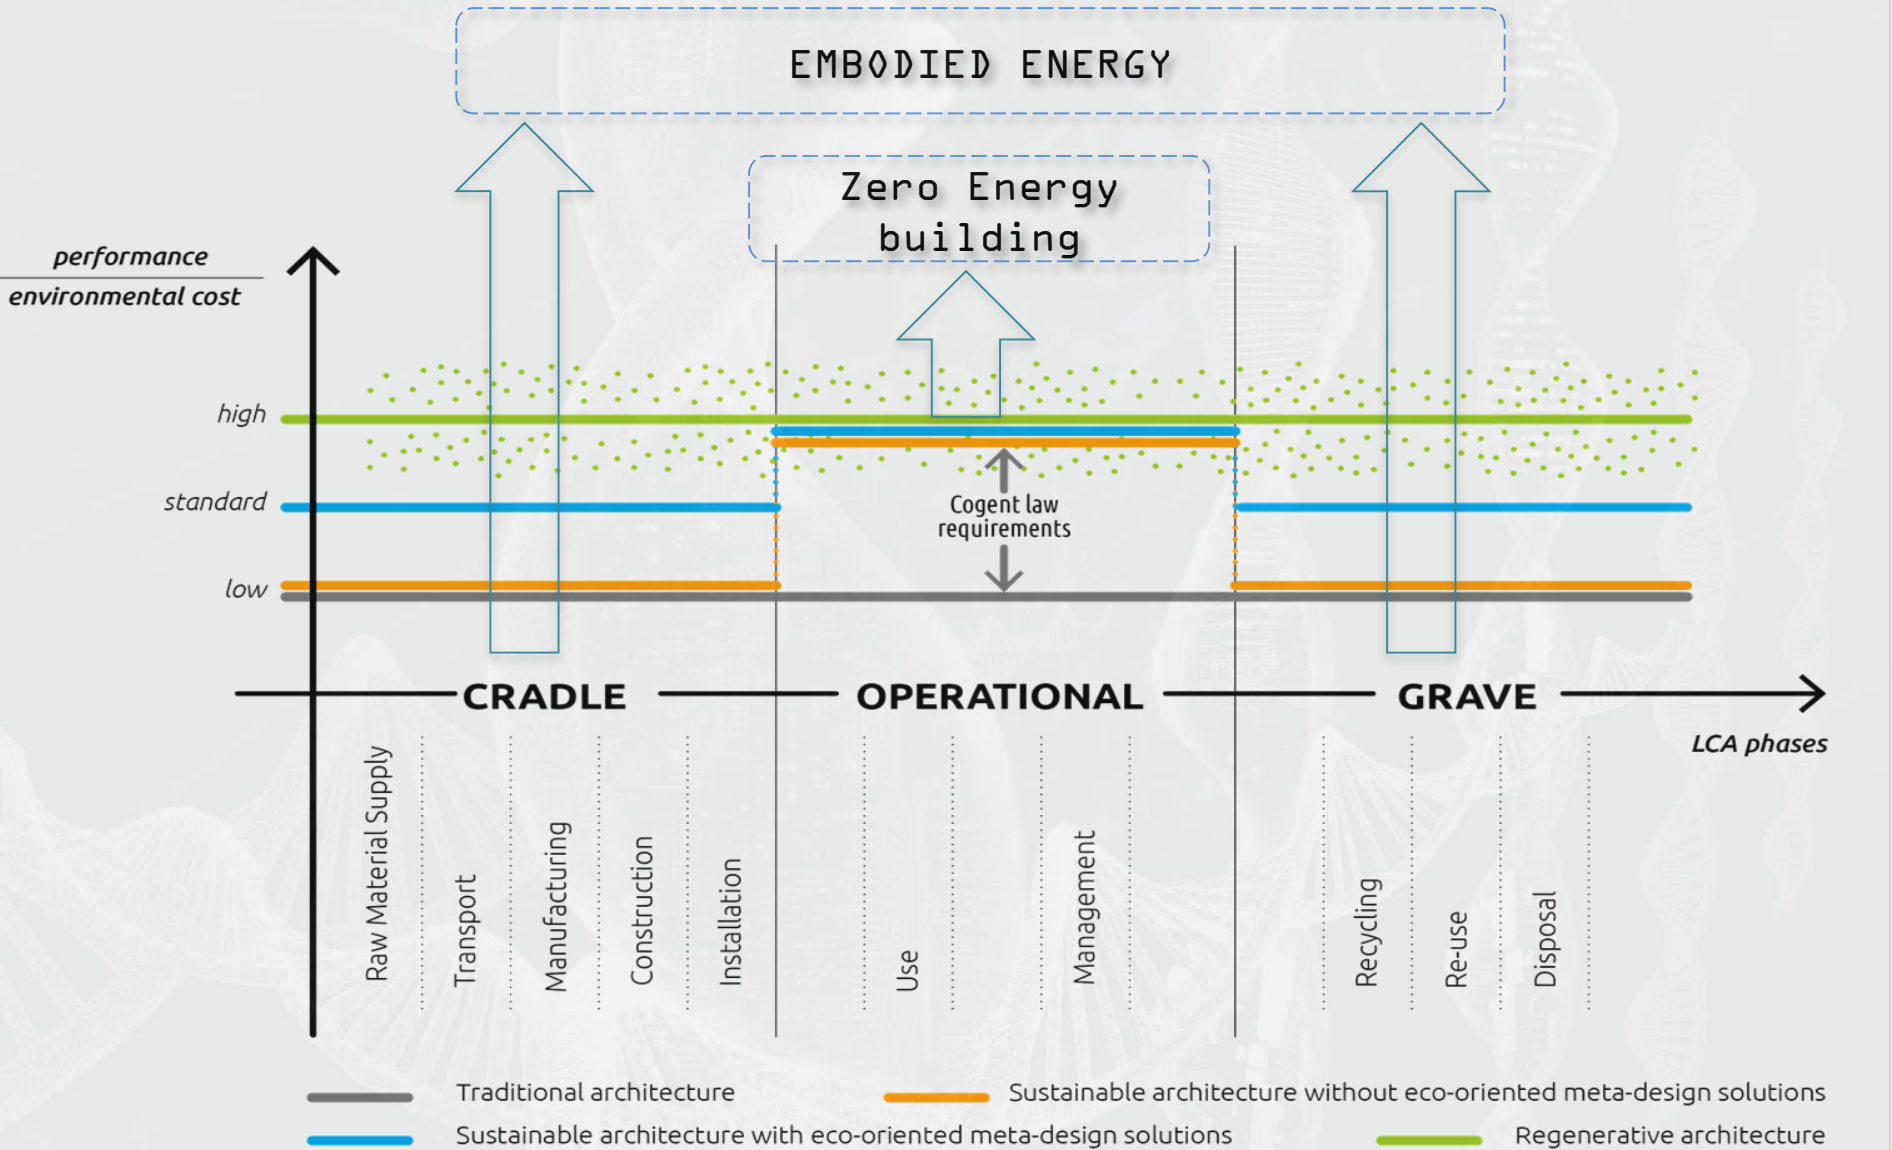 EMBODIED ENERGY
Zero Energy
building
performance
environmental cost
high
standard
low
Cogent law
requirements
CRADLE
OPERATIONAL
GRAVE
LCA phases
Raw Material Supply
Transport
Manufacturing
Construction
Installation
Use
Management
Recycling
Re-use
Disposal
Traditional architecture
Sustainable architecture without eco-oriented meta-design solutions
Sustainable architecture with eco-oriented meta-design solutions
Regenerative architecture